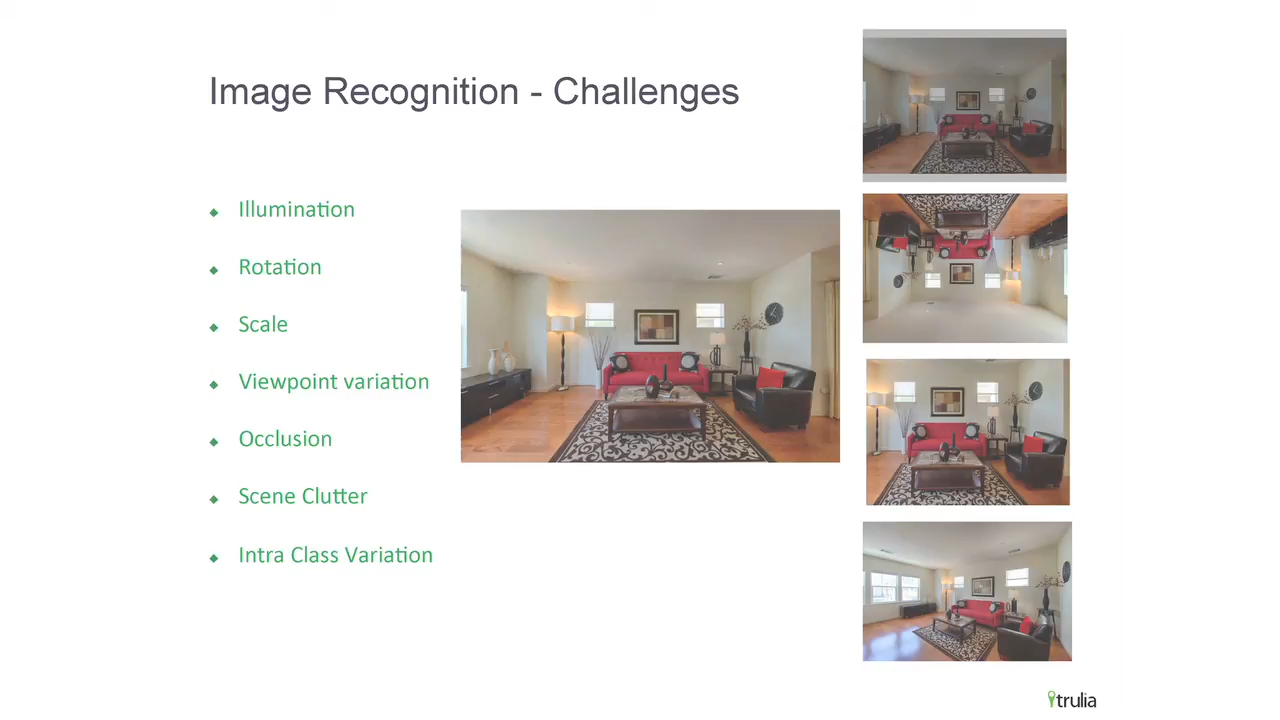 Image Recognition - Challenges
Illumination
Rotation
Scale
Viewpoint variation
Occlusion
Scene Clutter
Intra Class Variation
trulia